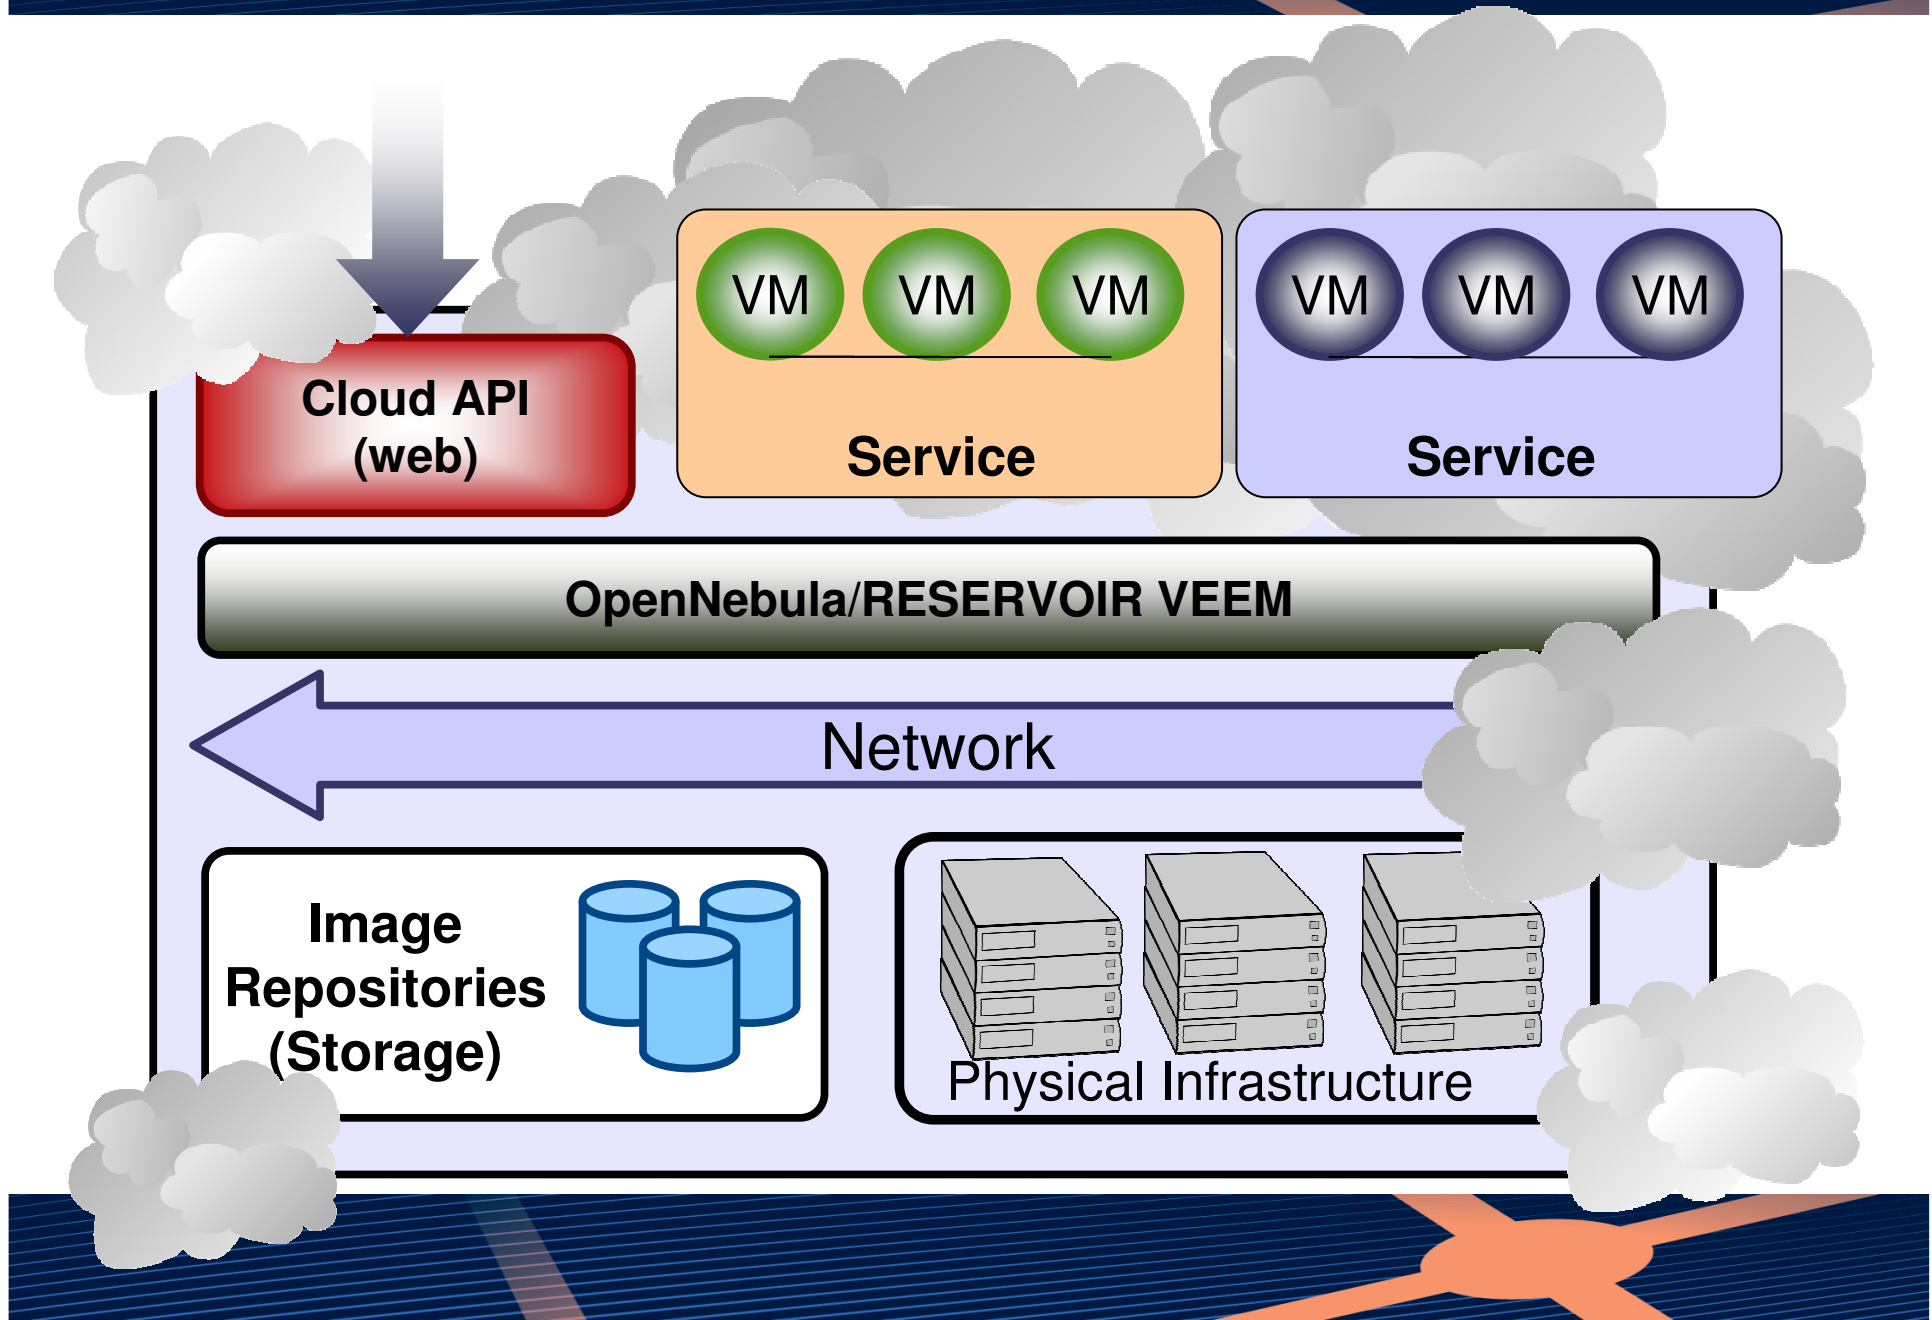 VM VM VM
Service
VM VM VM
Service
Cloud API
(web)
OpenNebula/RESERVOIR VEEM
Network
Image
Repositories
(Storage)
Physical Infrastructure